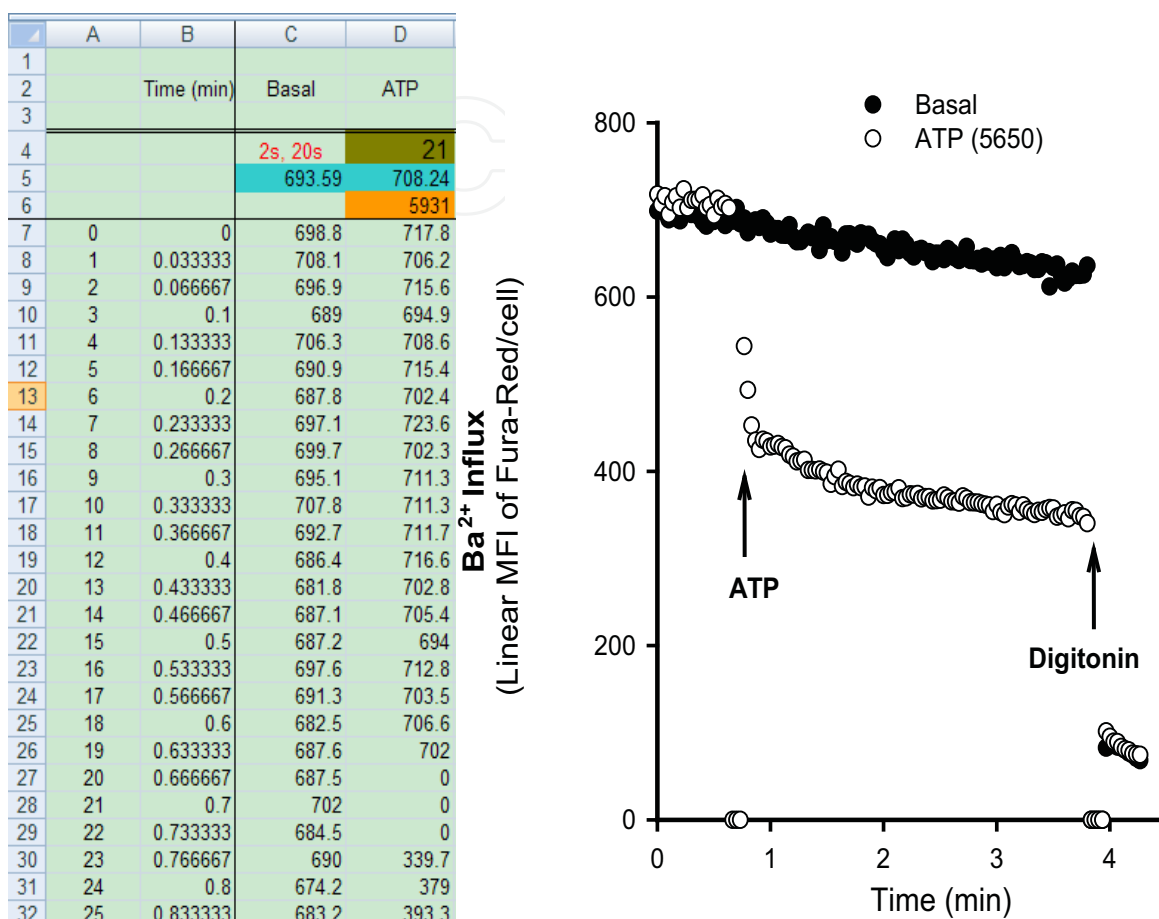 A B C D
1
2 Time (min) Basal ATP
3
4 2s, 20s 21
5 693.59 708.24
6 5931
7 0 0 698.8 717.8
8 1 0.033333 708.1 706.2
9 2 0.066667 696.9 715.6
10 3 0.1 689 694.9
11 4 0.133333 706.3 708.6
12 5 0.166667 690.9 715.4
13 6 0.2 687.8 702.4
14 7 0.233333 697.1 723.6
15 8 0.266667 699.7 702.3
16 9 0.3 695.1 711.3
17 10 0.333333 707.8 711.3
18 11 0.366667 692.7 711.7
19 12 0.4 686.4 716.6
20 13 0.433333 681.8 702.8
21 14 0.466667 687.1 705.4
22 15 0.5 687.2 694
23 16 0.533333 697.6 712.8
24 17 0.566667 691.3 703.5
25 18 0.6 682.5 706.6
26 19 0.633333 687.6 702
27 20 0.666667 687.5 0
28 21 0.7 702 0
29 22 0.733333 684.5 0
30 23 0.766667 690 339.7
31 24 0.8 674.2 379
32 25 0.833333 683.2 393.3
Ba2+ Influx
(Linear MFI of Fura-Red/cell)
Basal
ATP (5650)
800
600
400
200
0
ATP
Digitonin
0 1 2 3 4
Time (min)